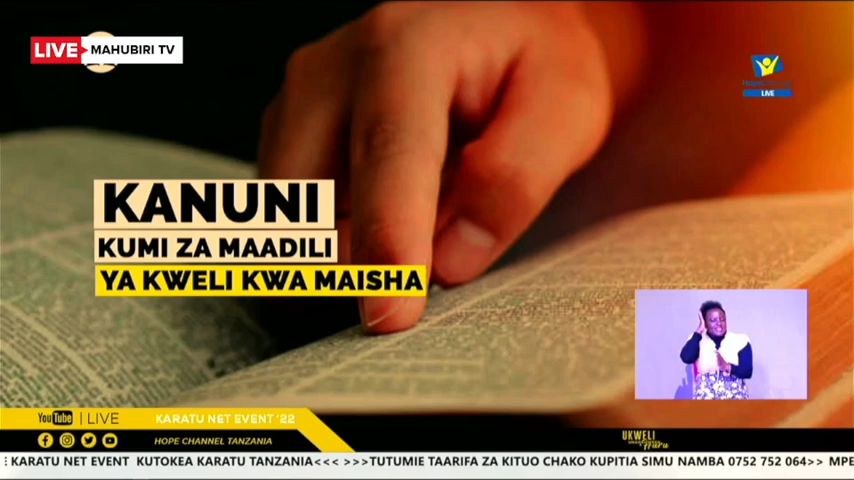 LIVE MAHUBIRI TV
LIVE
KANUNI
KUMI ZA MAADILI
YA KWELI KWA MAISHA
YouTube | LIVE
KARATU NET EVENT '22
HOPE CHANNEL TANZANIA
UKWELI
E KARATU NET EVENT KUTOKEA KARATU TANZANIA<<< >>>TUTUMIE TAARIFA ZA KITUO CHAKO KUPITIA SIMU NAMBA 0752 752 064>> MPE